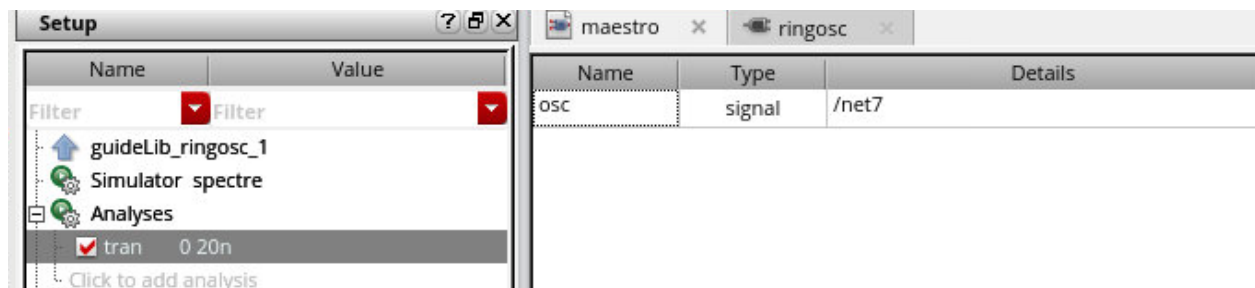 Setup
Name Value
Filter Filter
guideLib_ringosc_1
Simulator spectre
Analyses
tran 0 20n
Click to add analysis
maestro ringosc
Name Type Details
osc signal /net7